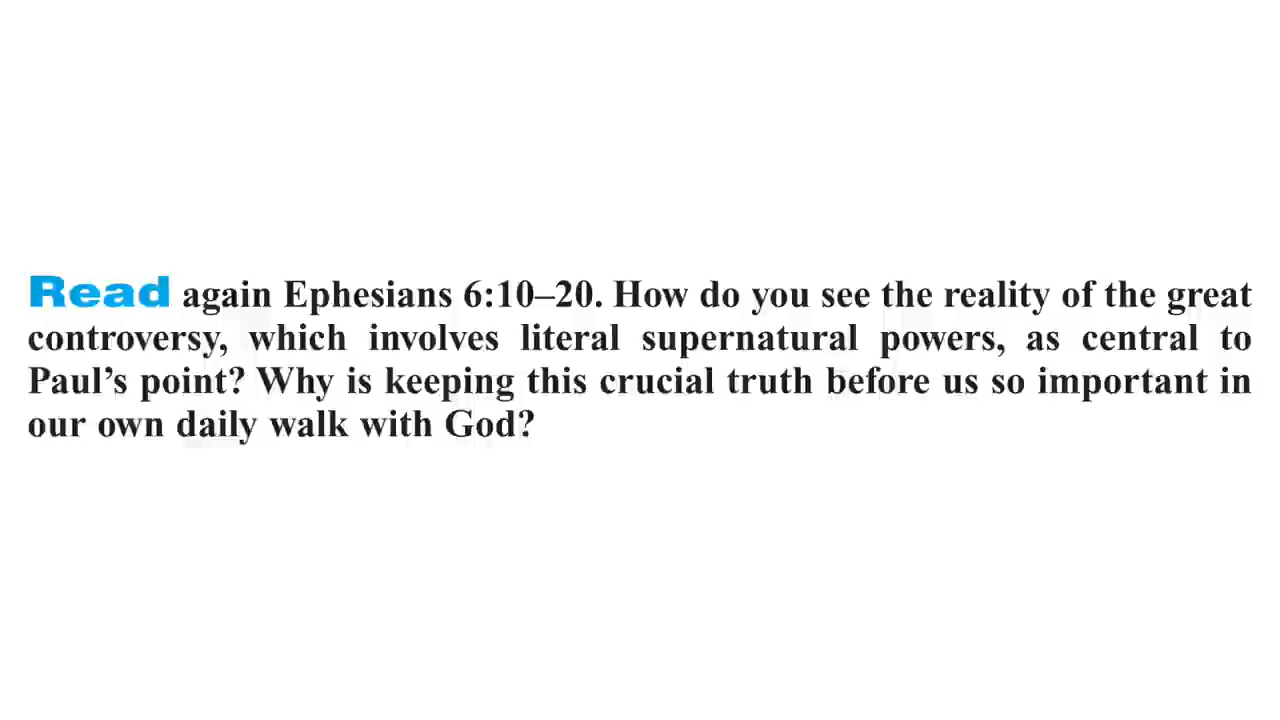 Read again Ephesians 6:10–20. How do you see the reality of the great
controversy, which involves literal supernatural powers, as central to
Paul’s point? Why is keeping this crucial truth before us so important in
our own daily walk with God?